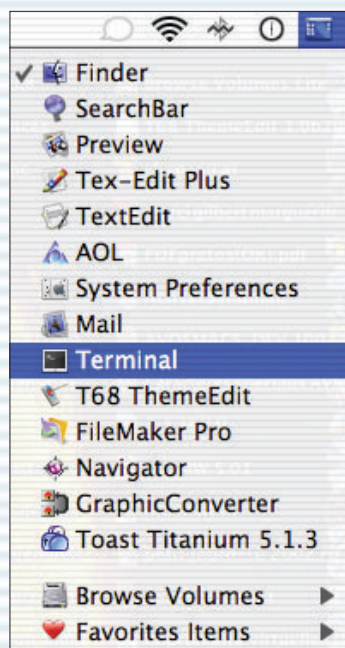 Finder
SearchBar
Preview
Tex-Edit Plus
TextEdit
AOL
System Preferences
Mail
Terminal
T68 ThemeEdit
FileMaker Pro
Navigator
GraphicConverter
Toast Titanium 5.1.3
Browse Volumes
Favorites Items